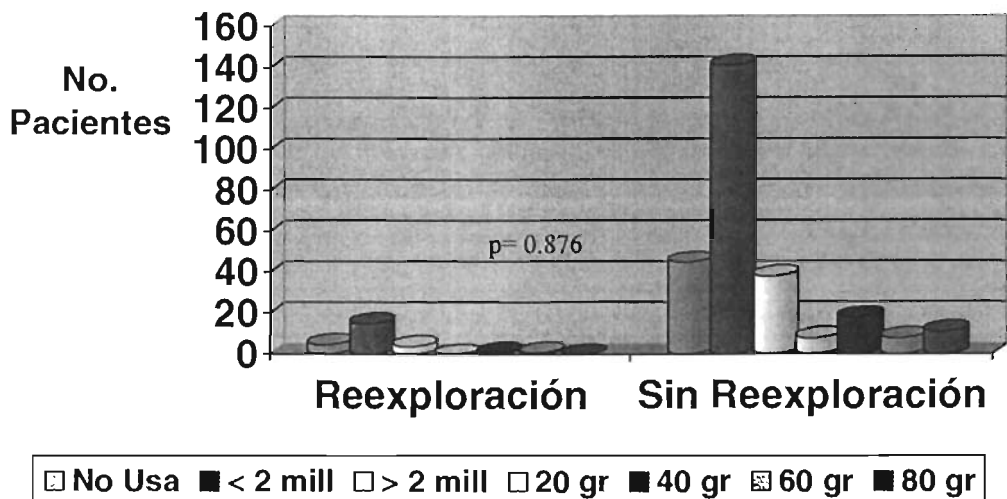 No.
Pacientes
160
140
120
100
80
60
40
20
0
p= 0.876
Reexploración Sin Reexploración
No Usa < 2 mill > 2 mill 20 gr 40 gr 60 gr 80 gr